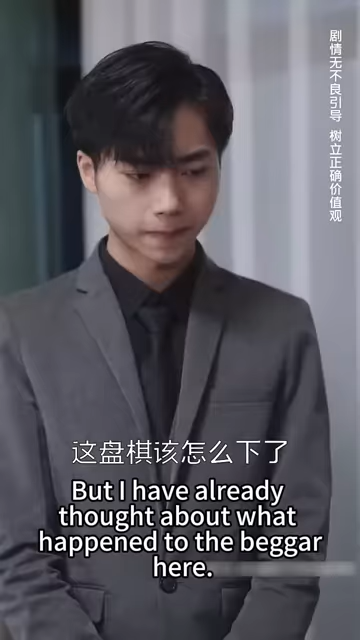 剧情无不良引导 树立正确价值观
这盘棋该怎么下了
But I have already
thought about what
happened to the beggar
here.